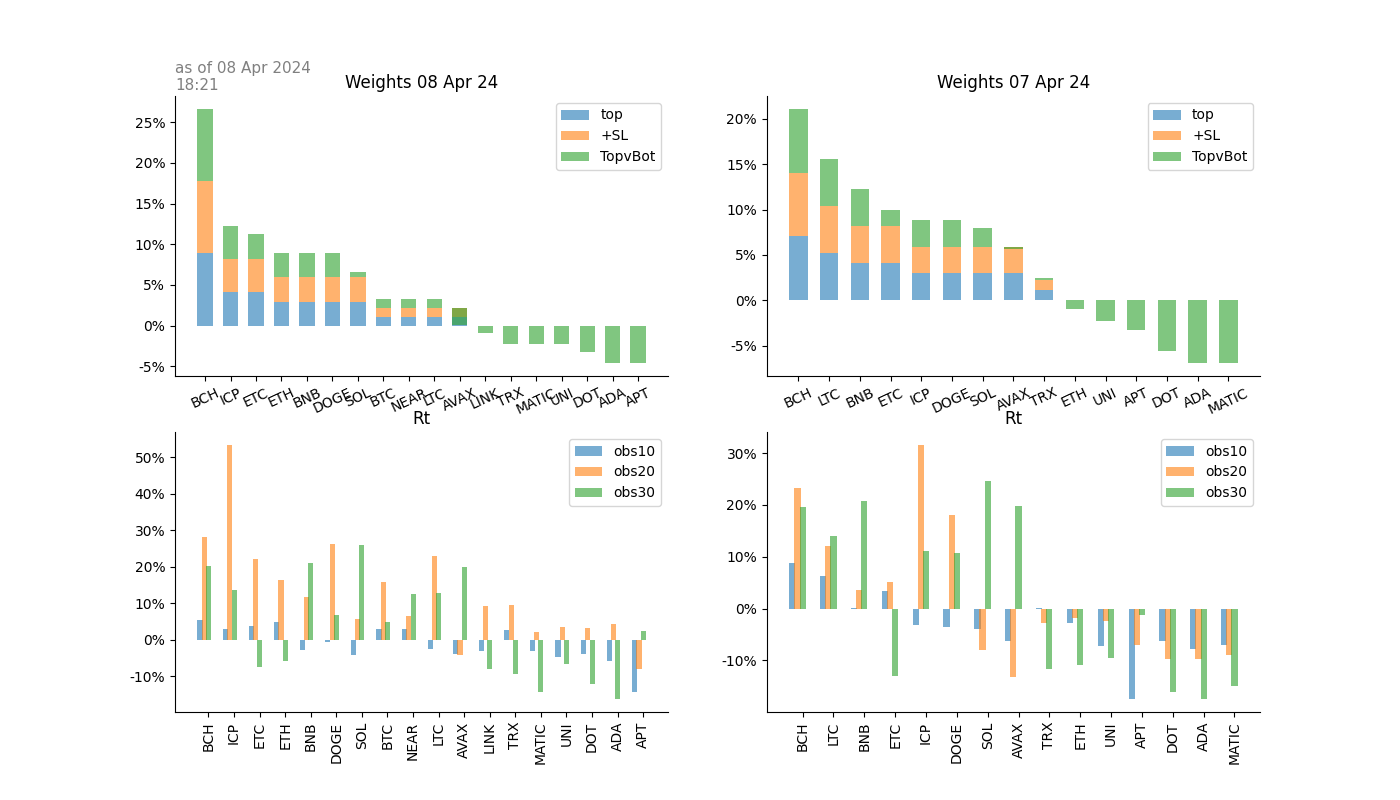 as of 08 Apr 2024
18:21
Weights 08 Apr 24
25%
20%
15%
10%
5%
0%
-5%
top
+SL
TopvBot
BCH ICP ETC ETH BNB DOGE SOL BTC NEAR LTC AVAX LINK TRX MATIC UNI DOT ADA APT
Weights 07 Apr 24
20%
15%
10%
5%
0%
-5%
top
+SL
TopvBot
BCH LTC BNB ETC ICP DOGE SOL AVAX TRX ETH UNI APT DOT ADA MATIC
Rt
50%
40%
30%
20%
10%
0%
-10%
obs10
obs20
obs30
BCH ICP ETC ETH BNB DOGE SOL BTC NEAR LTC AVAX LINK TRX MATIC UNI DOT ADA APT
Rt
30%
20%
10%
0%
-10%
obs10
obs20
obs30
BCH LTC BNB ETC ICP DOGE SOL AVAX TRX ETH UNI APT DOT ADA MATIC